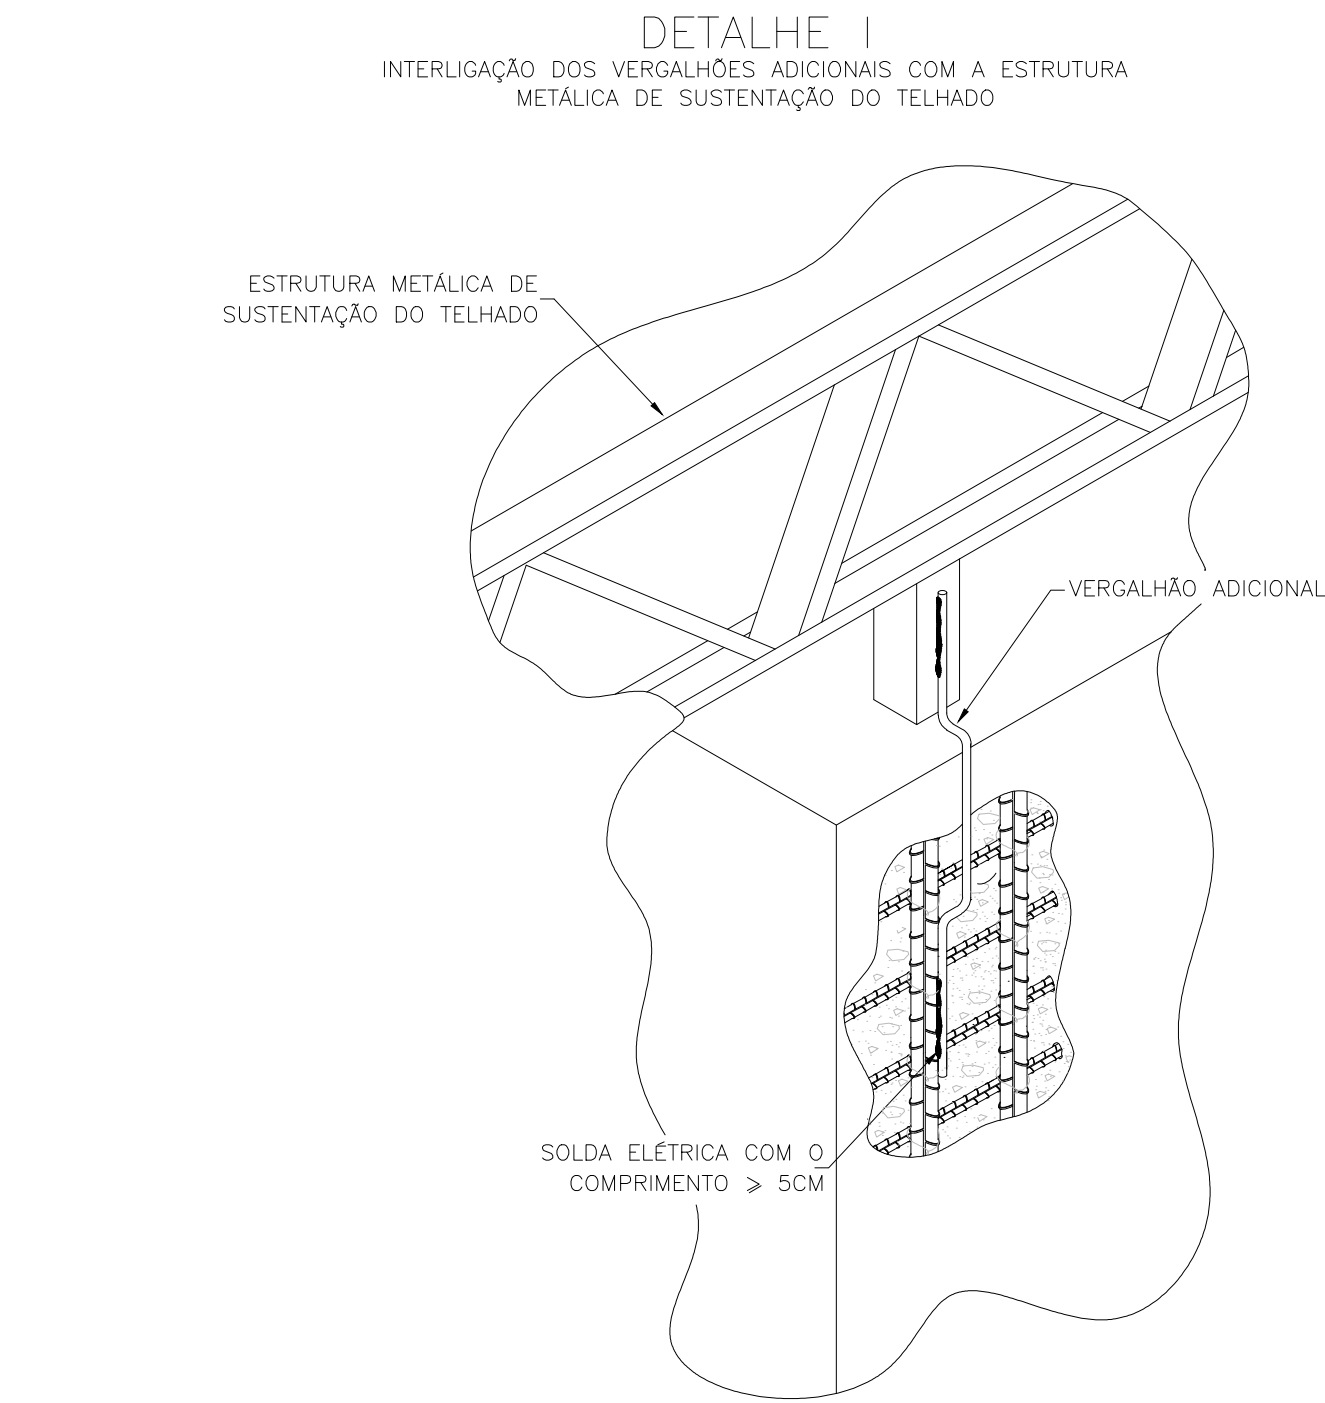 DETALHE I
INTERLIGAÇÃO DOS VERGALHÕES ADICIONAIS COM A ESTRUTURA
METÁLICA DE SUSTENTAÇÃO DO TELHADO
ESTRUTURA METÁLICA DE
SUSTENTAÇÃO DO TELHADO
VERGALHÃO ADICIONAL
SOLDA ELÉTRICA COM O
COMPRIMENTO ⩾ 5CM